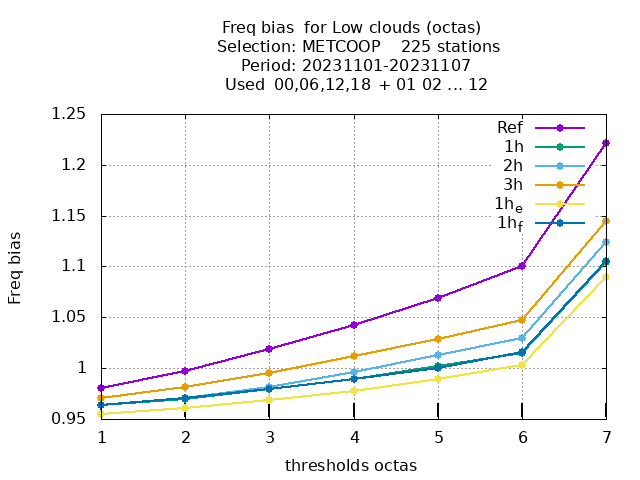 Freq bias  for Low clouds (octas)
Selection: METCOOP    225 stations
Period: 20231101-20231107
Used  00,06,12,18 + 01 02 ... 12
1.25
1.2
1.15
1.1
1.05
1
0.95
Freq bias
Ref
1h
2h
3h
1he
1hf
1 2 3 4 5 6 7
thresholds octas